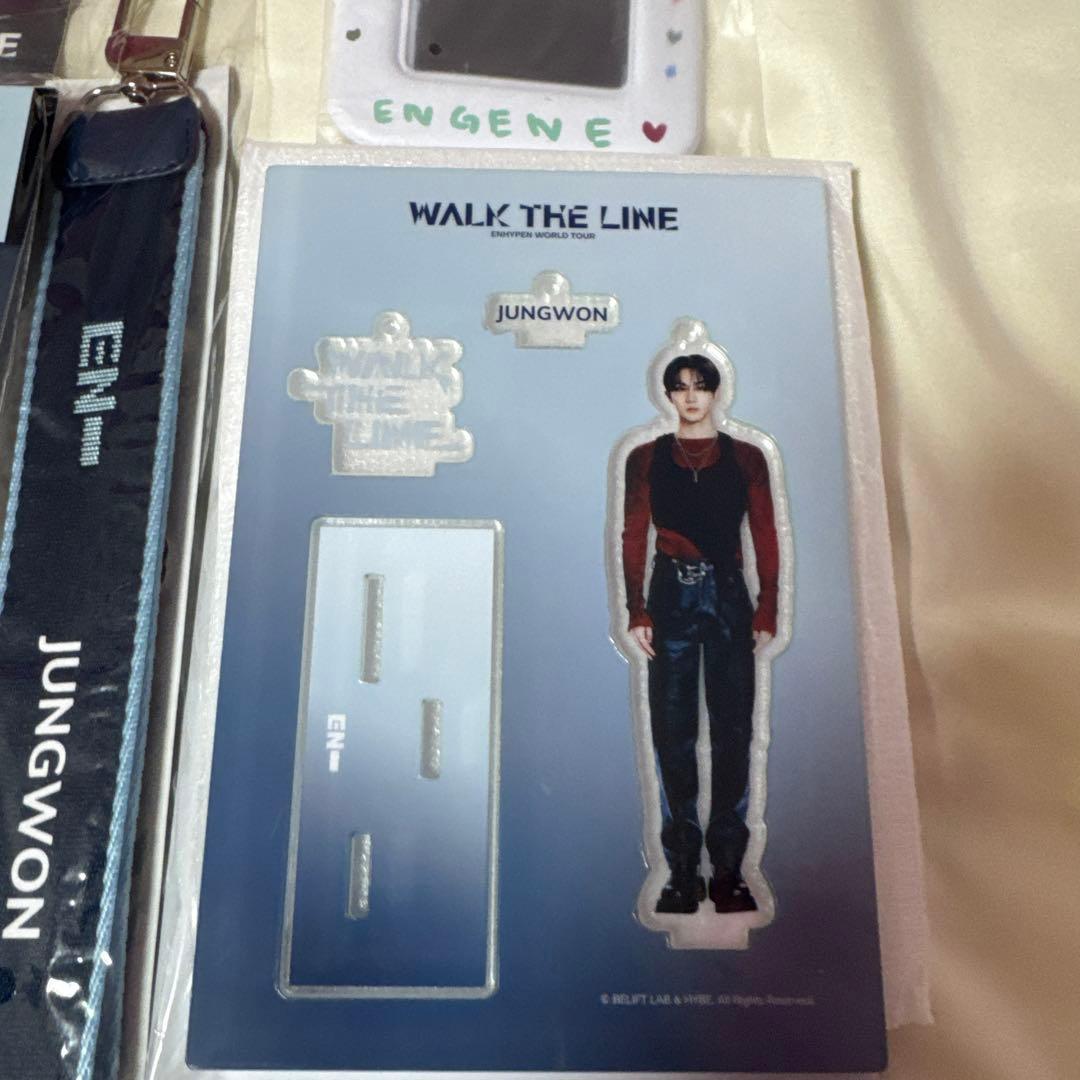 E
ENGENE
WALK THE LINE
ENHYPEN WORLD TOUR
JUNGWON
WALK
THE
LINE
EN-
JUNGWON
EN-
© BELIFT LAB & HYBE. All Rights Reserved.